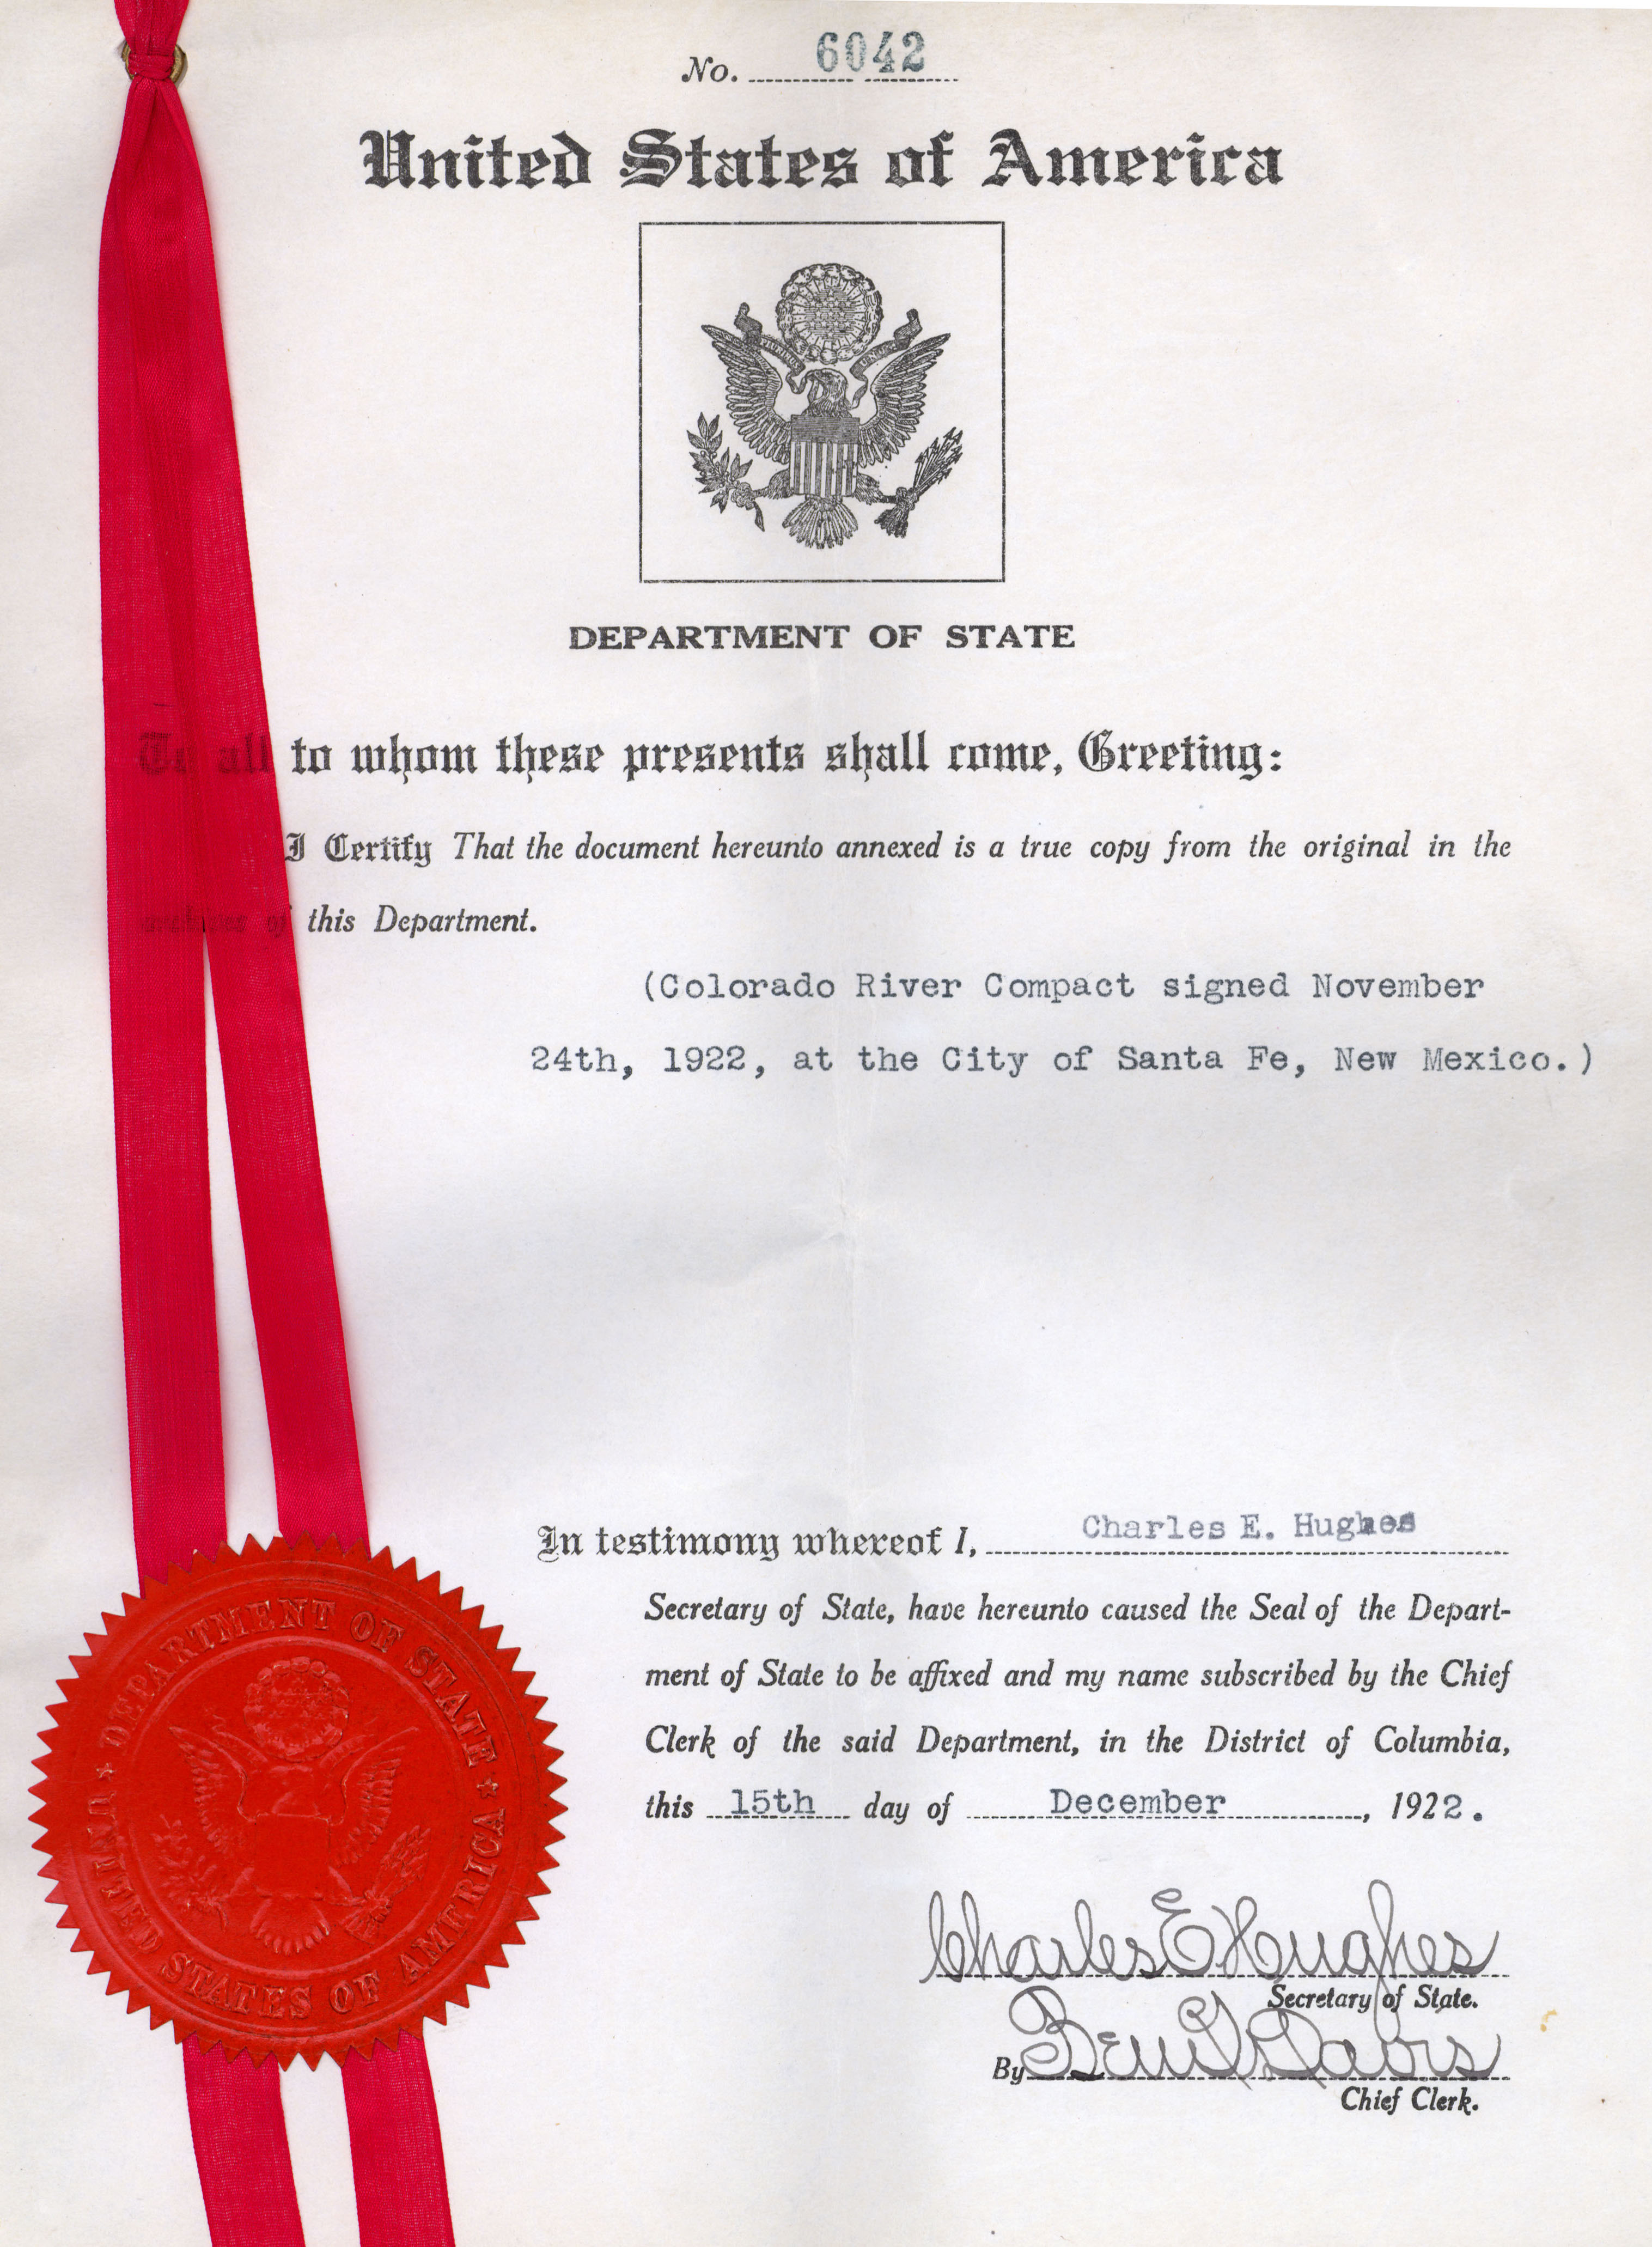 No. 6042
United States of America
DEPARTMENT OF STATE
To all to whom these presents shall come, Greeting:
I Certify That the document hereunto annexed is a true copy from the original in the
archives of this Department.
(Colorado River Compact signed November
24th, 1922, at the City of Santa Fe, New Mexico.)
In testimony whereof I, Charles E. Hughes
Secretary of State, have hereunto caused the Seal of the Depart-
ment of State to be affixed and my name subscribed by the Chief
Clerk of the said Department, in the District of Columbia,
this 15th day of December, 1922.
Charles E Hughes
Secretary of State.
By Ben G Davis
Chief Clerk.
DEPARTMENT OF STATE
UNITED STATES OF AMERICA